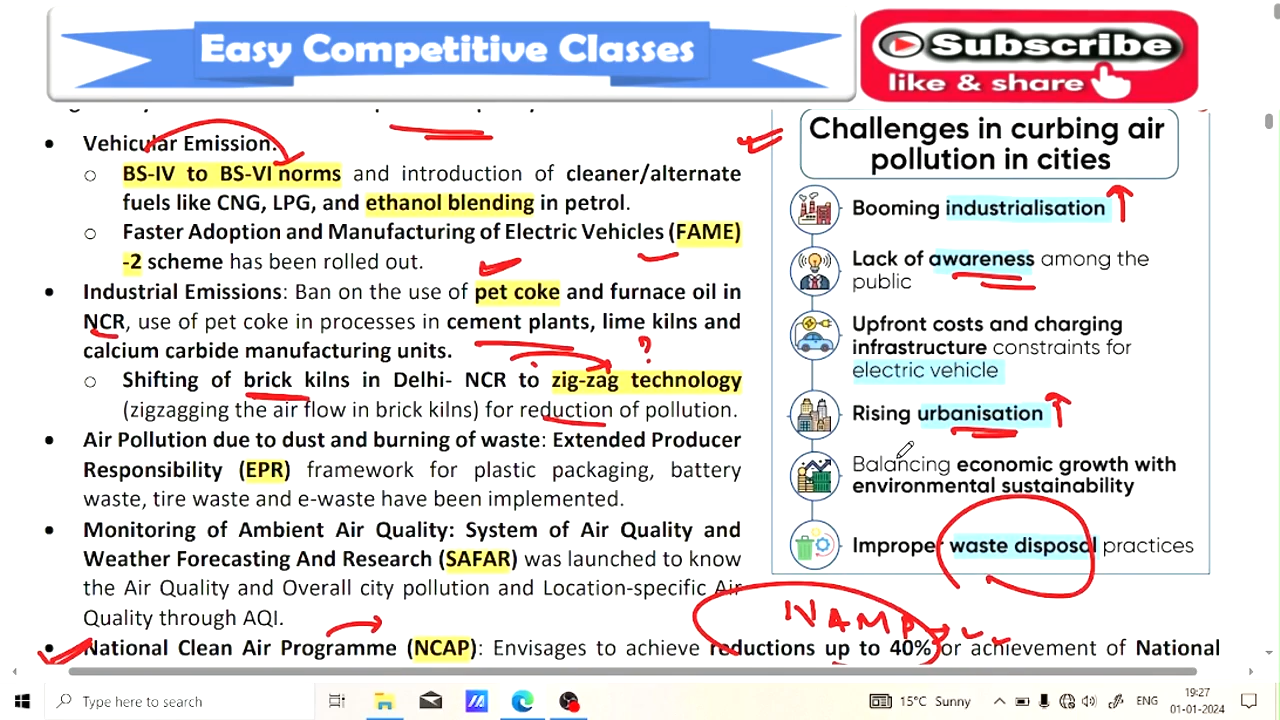 Easy Competitive Classes
Subscribe
like & share
• Vehicular Emission:
o BS-IV to BS-VI norms and introduction of cleaner/alternate
fuels like CNG, LPG, and ethanol blending in petrol.
o Faster Adoption and Manufacturing of Electric Vehicles (FAME)
-2 scheme has been rolled out.
• Industrial Emissions: Ban on the use of pet coke and furnace oil in
NCR, use of pet coke in processes in cement plants, lime kilns and
calcium carbide manufacturing units.
?
o Shifting of brick kilns in Delhi- NCR to zig-zag technology
(zigzagging the air flow in brick kilns) for reduction of pollution.
• Air Pollution due to dust and burning of waste: Extended Producer
Responsibility (EPR) framework for plastic packaging, battery
waste, tire waste and e-waste have been implemented.
• Monitoring of Ambient Air Quality: System of Air Quality and
Weather Forecasting And Research (SAFAR) was launched to know
the Air Quality and Overall city pollution and Location-specific Air
Quality through AQI.
• National Clean Air Programme (NCAP): Envisages to achieve reductions up to 40% or achievement of National
Challenges in curbing air
pollution in cities
Booming industrialisation
Lack of awareness among the
public
Upfront costs and charging
infrastructure constraints for
electric vehicle
Rising urbanisation
Balancing economic growth with
environmental sustainability
Improper waste disposal practices
Type here to search
15°C Sunny
ENG
19:27
01-01-2024